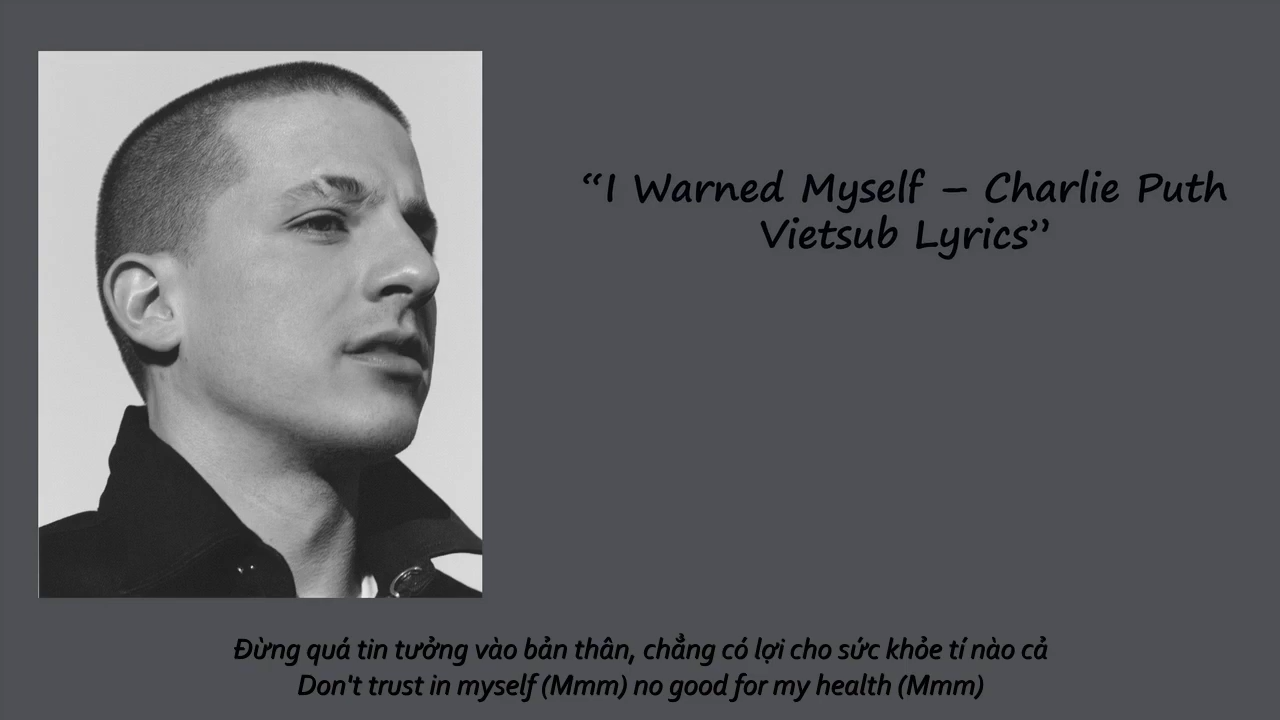 “I Warned Myself – Charlie Puth
Vietsub Lyrics”
Đừng quá tin tưởng vào bản thân, chẳng có lợi cho sức khỏe tí nào cả
Don't trust in myself (Mmm) no good for my health (Mmm)